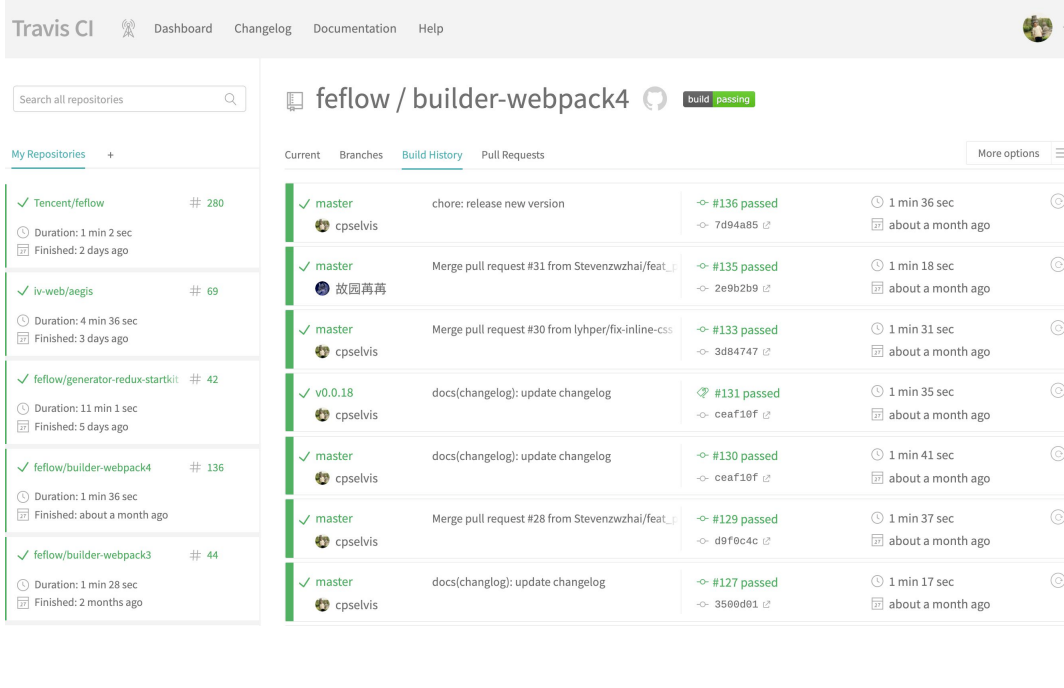 Travis CI Dashboard Changelog Documentation Help
Search all repositories
My Repositories +
Tencent/feflow # 280
Duration: 1 min 2 sec
Finished: 2 days ago
iv-web/aegis # 69
Duration: 4 min 36 sec
Finished: 3 days ago
feflow/generator-redux-startkit # 42
Duration: 11 min 1 sec
Finished: 5 days ago
feflow/builder-webpack4 # 136
Duration: 1 min 36 sec
Finished: about a month ago
feflow/builder-webpack3 # 44
Duration: 1 min 28 sec
Finished: 2 months ago
feflow / builder-webpack4 build passing
Current Branches Build History Pull Requests More options
master chore: release new version #136 passed 1 min 36 sec
cpselvis 7d94a85 about a month ago
master Merge pull request #31 from Stevenzwzhai/feat_p #135 passed 1 min 18 sec
故园苒苒 2e9b2b9 about a month ago
master Merge pull request #30 from lyhper/fix-inline-css #133 passed 1 min 31 sec
cpselvis 3d84747 about a month ago
v0.0.18 docs(changelog): update changelog #131 passed 1 min 35 sec
cpselvis ceaf10f about a month ago
master docs(changelog): update changelog #130 passed 1 min 41 sec
cpselvis ceaf10f about a month ago
master Merge pull request #28 from Stevenzwzhai/feat_p #129 passed 1 min 37 sec
cpselvis d9f0c4c about a month ago
master docs(changlog): update changelog #127 passed 1 min 17 sec
cpselvis 3500d01 about a month ago